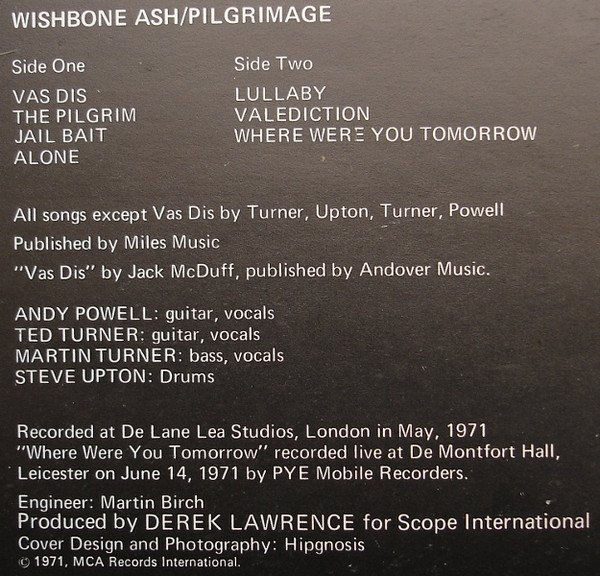 WISHBONE ASH/PILGRIMAGE
Side One
VAS DIS
THE PILGRIM
JAIL BAIT
ALONE
Side Two
LULLABY
VALEDICTION
WHERE WERE YOU TOMORROW
All songs except Vas Dis by Turner, Upton, Turner, Powell
Published by Miles Music
"Vas Dis" by Jack McDuff, published by Andover Music.
ANDY POWELL: guitar, vocals
TED TURNER: guitar, vocals
MARTIN TURNER: bass, vocals
STEVE UPTON: Drums
Recorded at De Lane Lea Studios, London in May, 1971
"Where Were You Tomorrow" recorded live at De Montfort Hall,
Leicester on June 14, 1971 by PYE Mobile Recorders.
Engineer: Martin Birch
Produced by DEREK LAWRENCE for Scope International
Cover Design and Photography: Hipgnosis
© 1971, MCA Records International.